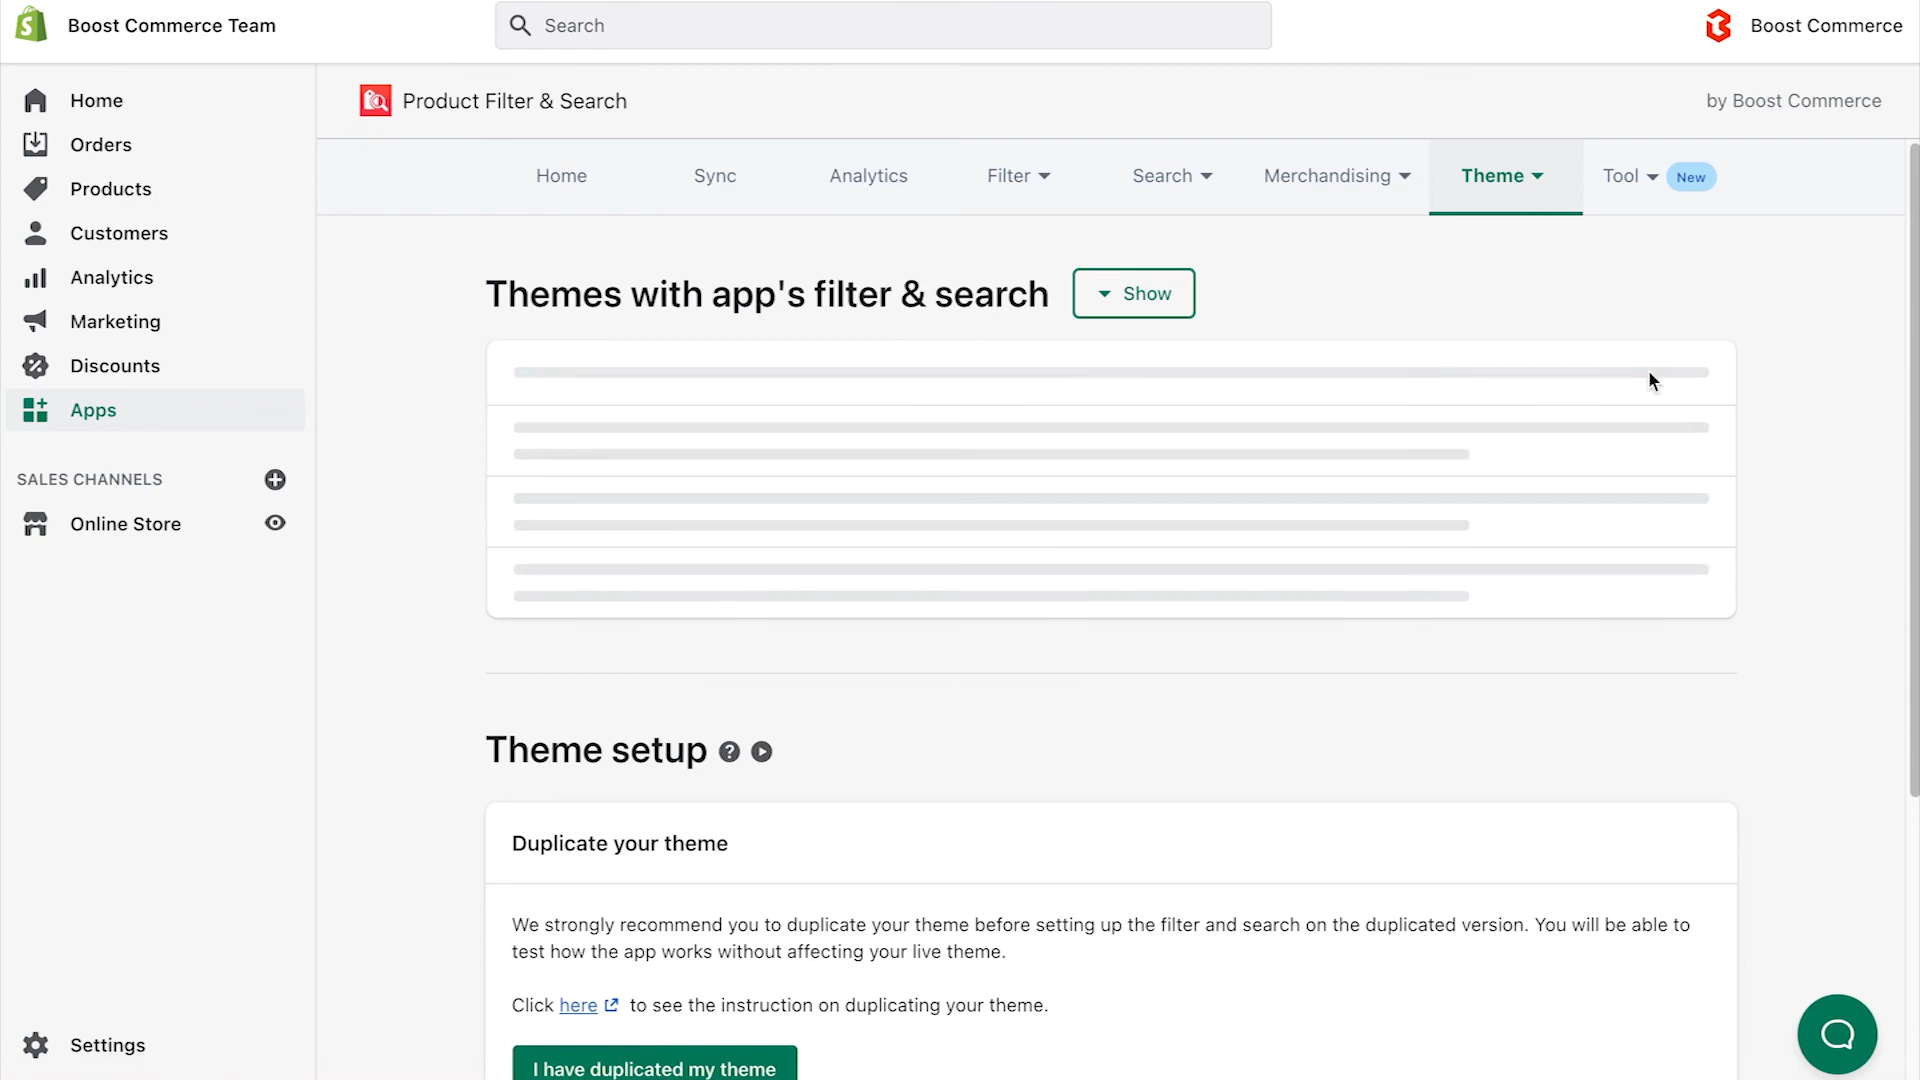 Boost Commerce Team
Search
Boost Commerce
Home
Orders
Products
Customers
Analytics
Marketing
Discounts
Apps
SALES CHANNELS
Online Store
Settings
Product Filter & Search
by Boost Commerce
Home Sync Analytics Filter Search Merchandising Theme Tool New
Themes with app's filter & search Show
Theme setup
Duplicate your theme
We strongly recommend you to duplicate your theme before setting up the filter and search on the duplicated version. You will be able to
test how the app works without affecting your live theme.
Click here to see the instruction on duplicating your theme.
I have duplicated my theme